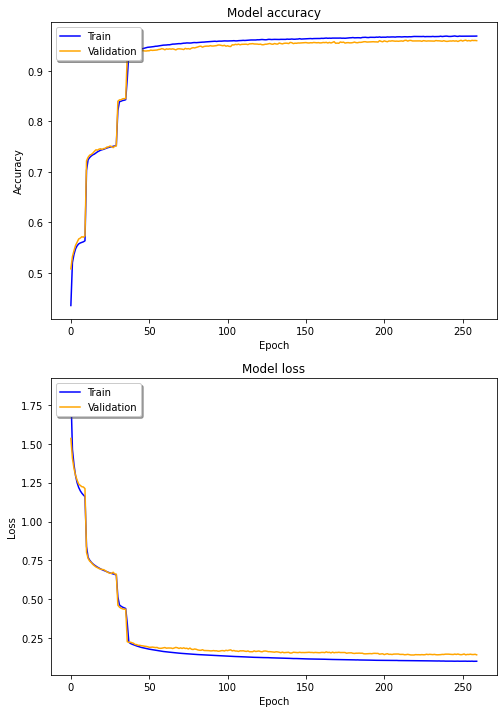 Model accuracy
Train
Validation
0.9
0.8
0.7
0.6
0.5
Accuracy
0 50 100 150 200 250
Epoch
Model loss
Train
Validation
1.75
1.50
1.25
1.00
0.75
0.50
0.25
Loss
0 50 100 150 200 250
Epoch